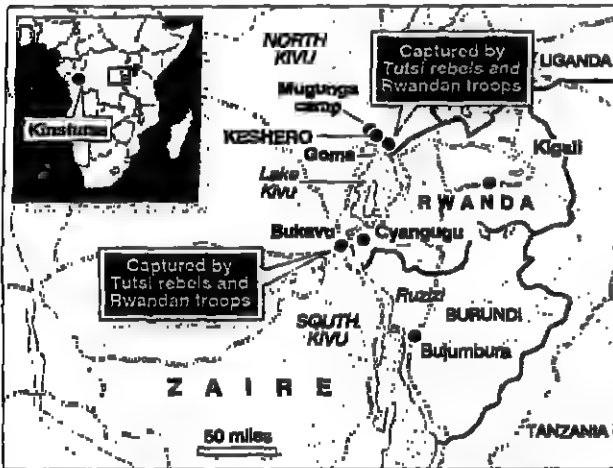 NORTH
KIVU
Captured by
Tutsi rebels and
Rwandan troops
UGANDA
Mugunga
camp
Kinshasa
KESHERO
Goma
Kigali
Lake
Kivu
RWANDA
Bukavu
Cyangugu
Captured by
Tutsi rebels and
Rwandan troops
Ruzizi
SOUTH
KIVU
BURUNDI
Bujumbura
ZAIRE
50 miles
TANZANIA